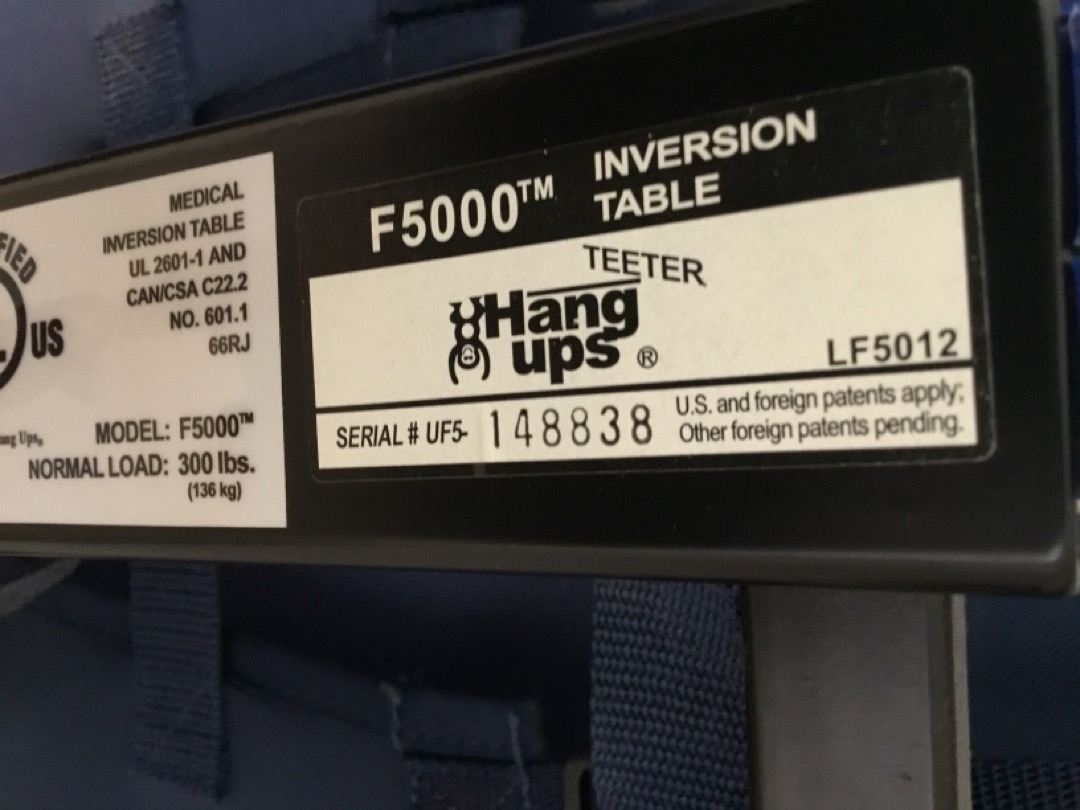 MEDICAL
INVERSION TABLE
UL 2601-1 AND
CAN/CSA C22.2
NO. 601.1
66RJ
US
MODEL: F5000™
NORMAL LOAD: 300 lbs.
(136 kg)
F5000™ INVERSION
TABLE
TEETER
Hang
ups ®
LF5012
SERIAL # UF5- 148838
U.S. and foreign patents apply;
Other foreign patents pending.